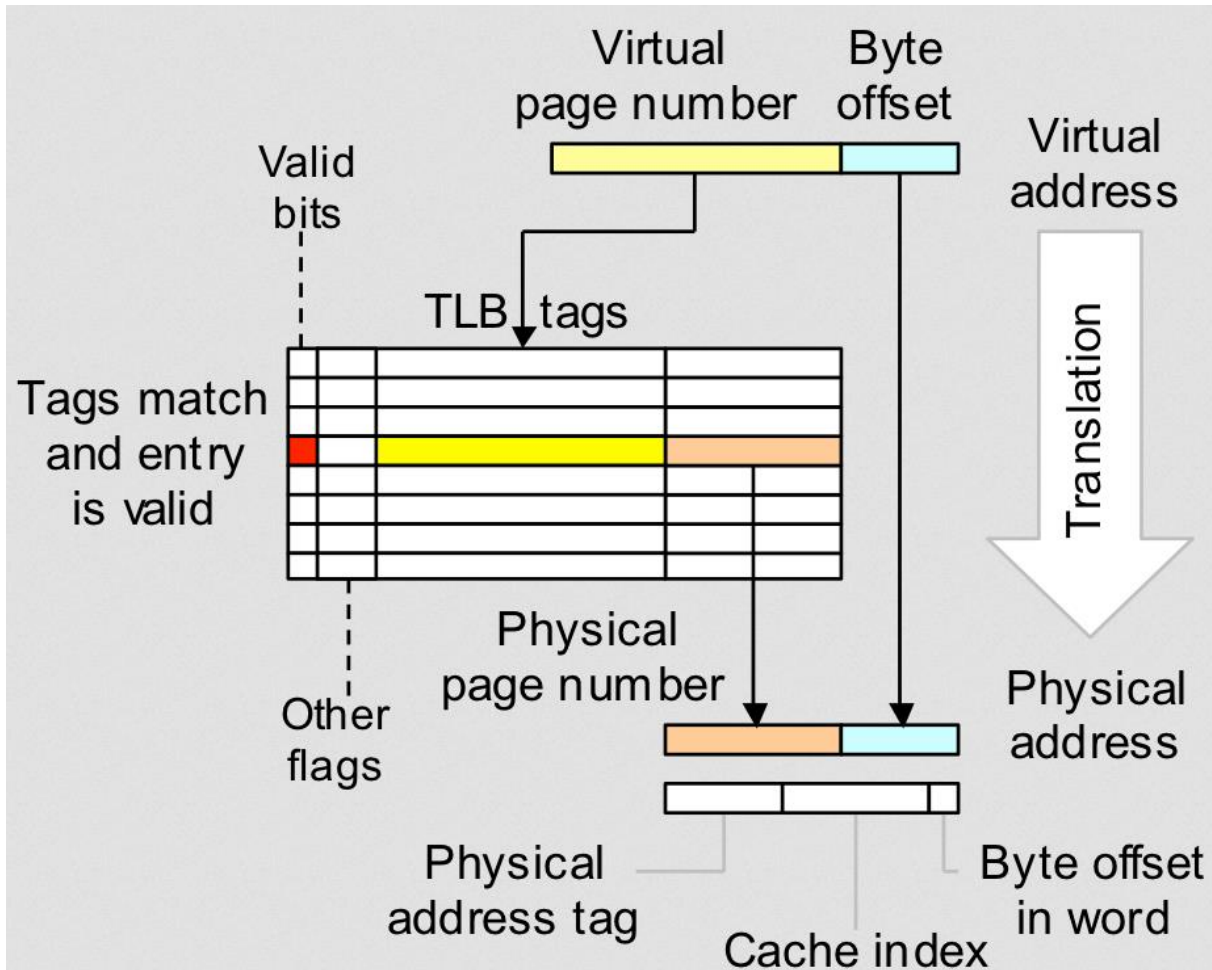 Virtual
page number
Byte
offset
Virtual
address
Valid
bits
TLB tags
Tags match
and entry
is valid
Translation
Physical
page number
Other
flags
Physical
address
Physical
address tag
Cache index
Byte offset
in word